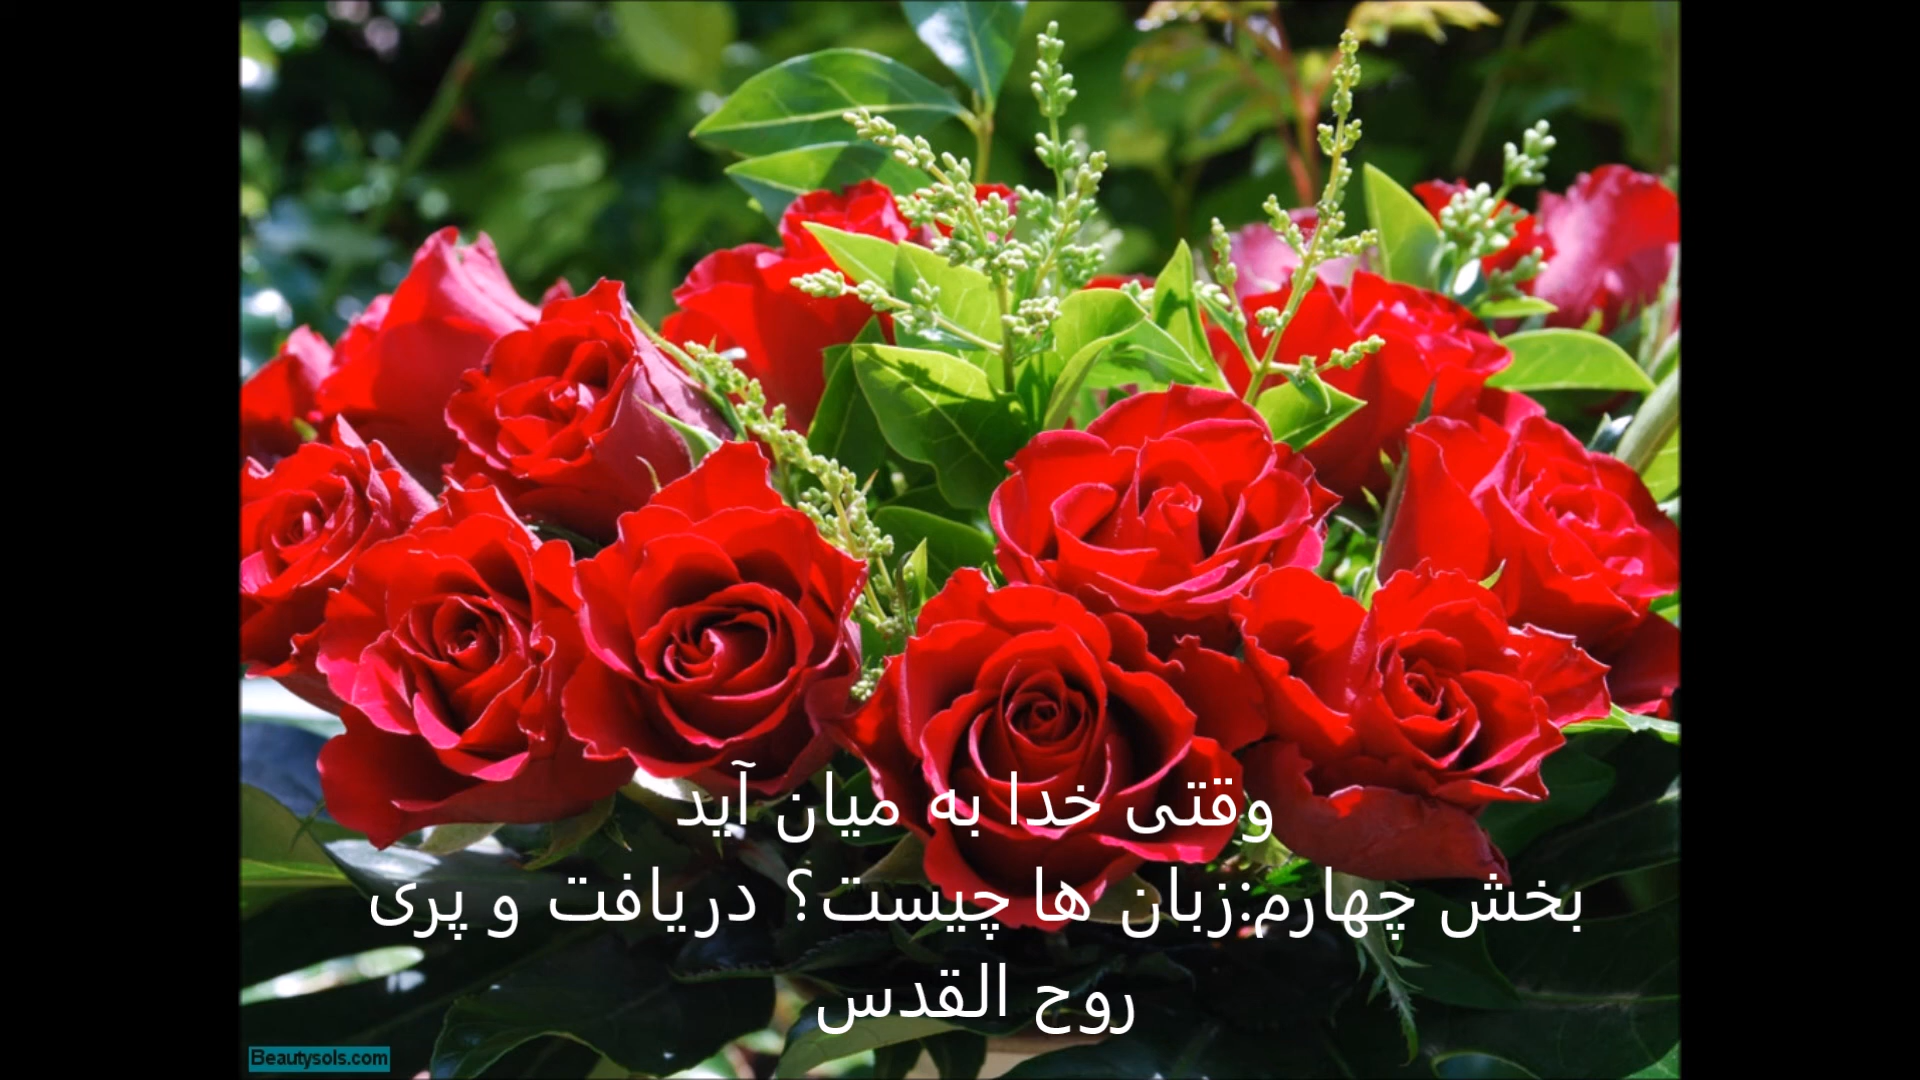 وقتی خدا به میان آید
بخش چهارم:زبان ها چیست؟ دریافت و پری
روح القدس
Beautysols.com